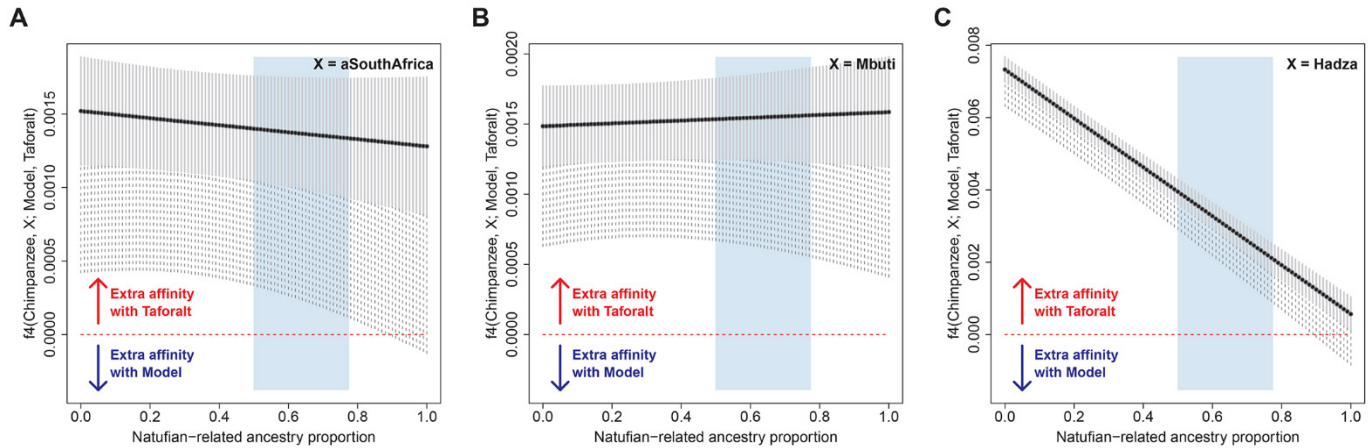 A
X = aSouthAfrica
f4(Chimpanzee, X; Model, Taforalt)
0.0015
0.0010
0.0005
0.0000
Extra affinity
with Taforalt
Extra affinity
with Model
0.0 0.2 0.4 0.6 0.8 1.0
Natufian−related ancestry proportion
B
X = Mbuti
f4(Chimpanzee, X; Model, Taforalt)
0.0020
0.0015
0.0010
0.0005
0.0000
Extra affinity
with Taforalt
Extra affinity
with Model
0.0 0.2 0.4 0.6 0.8 1.0
Natufian−related ancestry proportion
C
X = Hadza
f4(Chimpanzee, X; Model, Taforalt)
0.008
0.006
0.004
0.002
0.000
Extra affinity
with Taforalt
Extra affinity
with Model
0.0 0.2 0.4 0.6 0.8 1.0
Natufian−related ancestry proportion